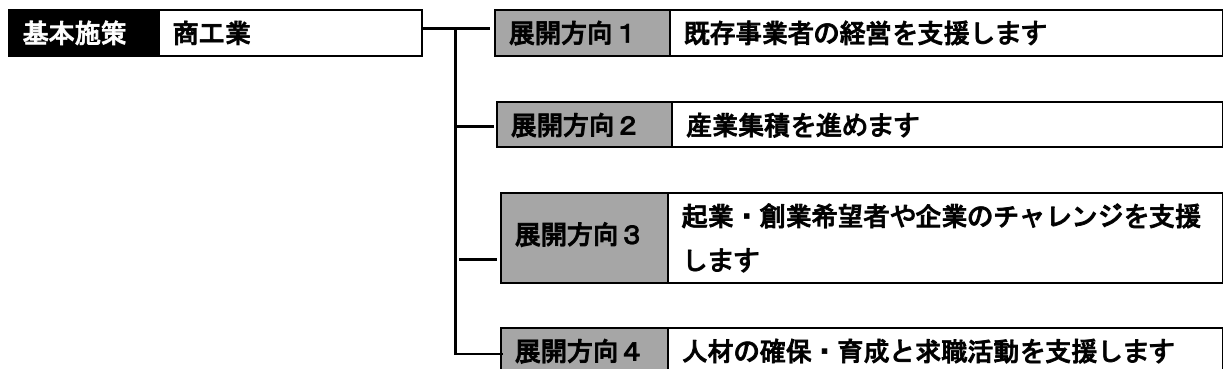 基本施策 商工業
展開方向1 既存事業者の経営を支援します
展開方向2 産業集積を進めます
展開方向3 起業・創業希望者や企業のチャレンジを支援
します
展開方向4 人材の確保・育成と求職活動を支援します